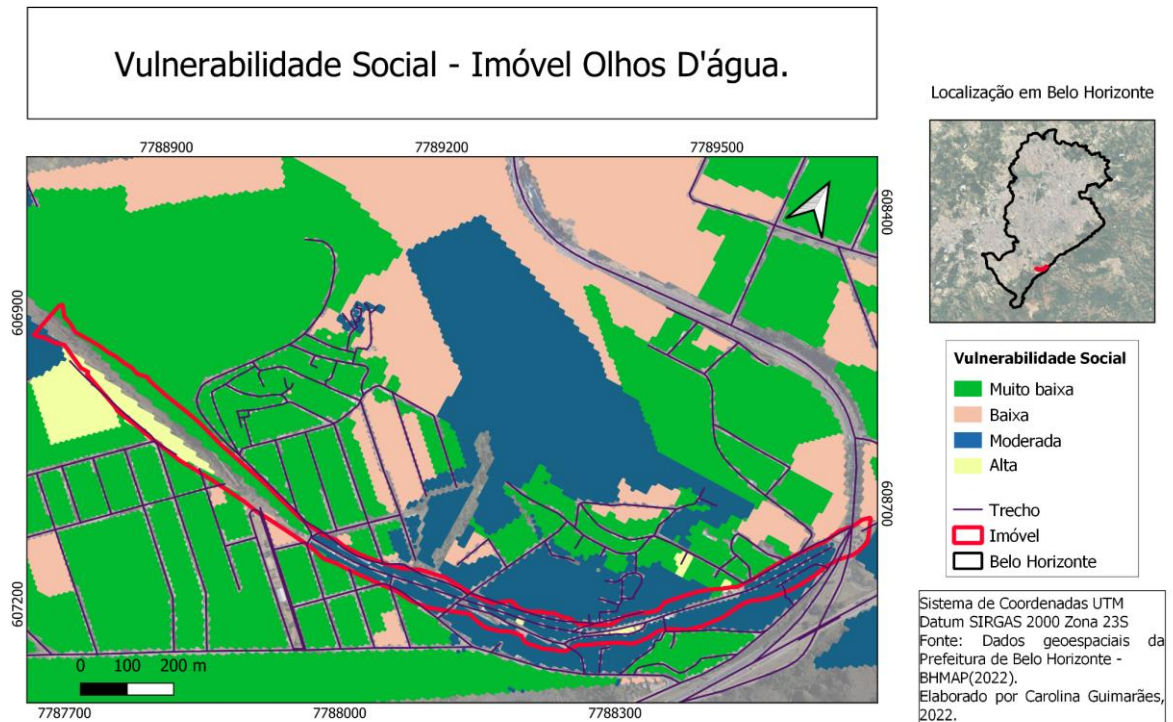 Vulnerabilidade Social - Imóvel Olhos D'água.
Localização em Belo Horizonte
7788900
7789200
7789500
608400
606900
608700
607200
7787700
7788000
7788300
0 100 200 m
Vulnerabilidade Social
Muito baixa
Baixa
Moderada
Alta
Trecho
Imóvel
Belo Horizonte
Sistema de Coordenadas UTM
Datum SIRGAS 2000 Zona 23S
Fonte: Dados geoespaciais da
Prefeitura de Belo Horizonte -
BHMAP(2022).
Elaborado por Carolina Guimarães,
2022.